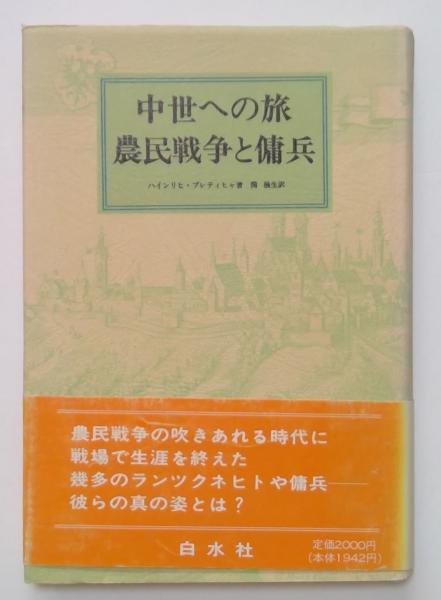 中世への旅
農民戦争と傭兵
ハインリヒ・プレティヒャ著 関 楠生訳
農民戦争の吹きあれる時代に
戦場で生涯を終えた
幾多のランツクネヒトや傭兵──
彼らの真の姿とは?
白水社
定価2000円
(本体1942円)